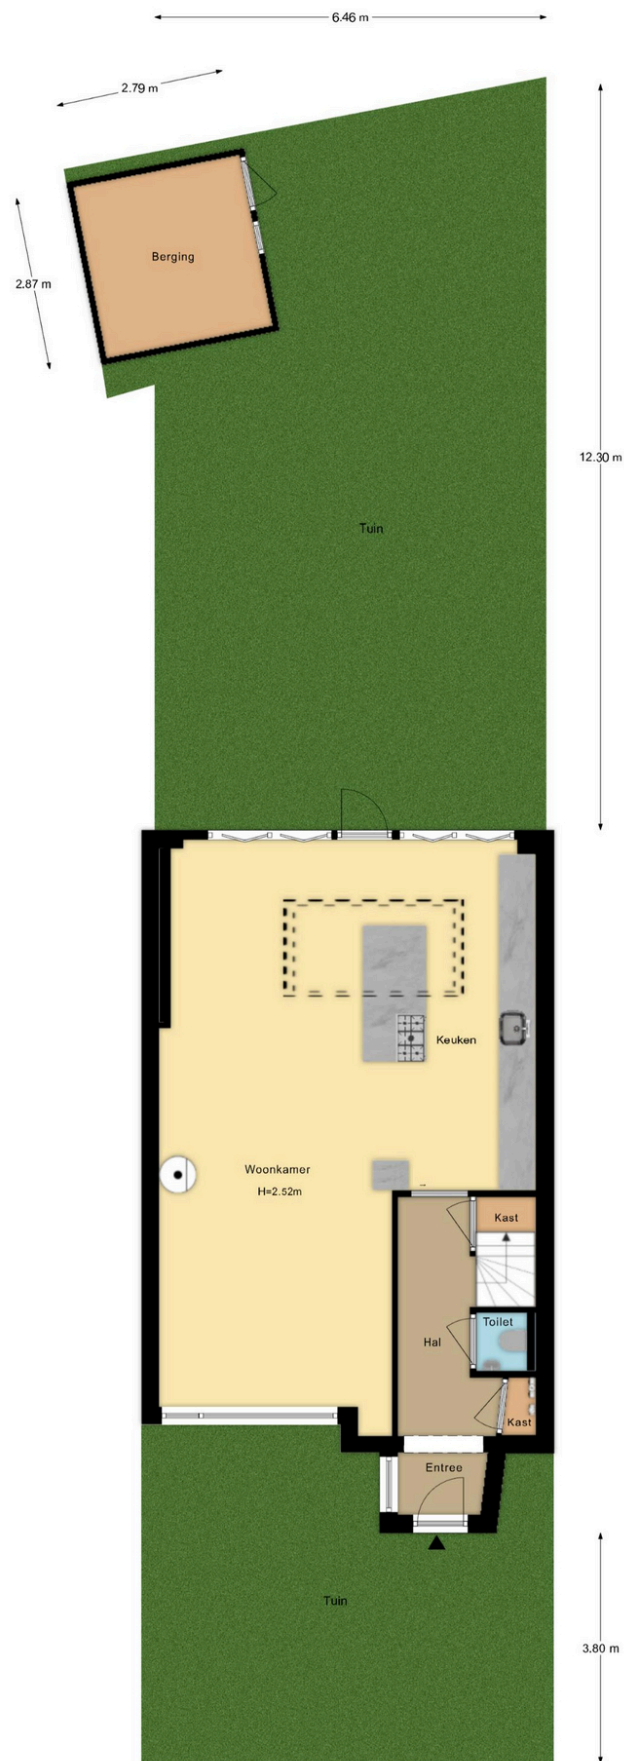 6.46 m
2.79 m
Berging
2.87 m
12.30 m
Tuin
Keuken
Woonkamer
H=2.52m
Kast
Toilet
Hal
Kast
Entree
Tuin
3.80 m